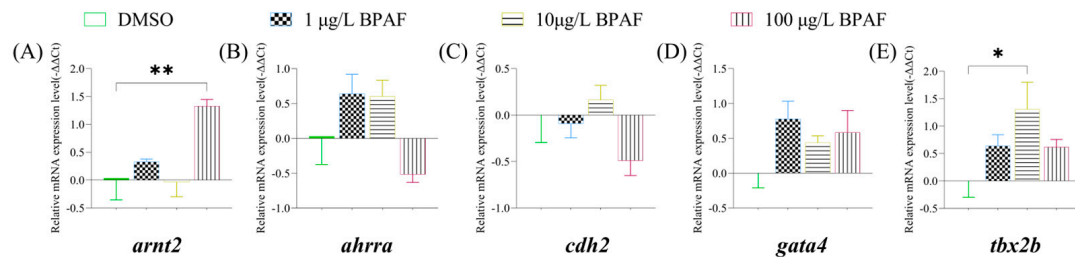 DMSO 1 μg/L BPAF 10μg/L BPAF 100 μg/L BPAF
(A) (B) (C) (D) (E)
Relative mRNA expression level(-ΔΔCt)
2.0
1.5
1.0
0.5
0.0
-0.5
**
arnt2
Relative mRNA expression level(-ΔΔCt)
1.0
0.5
0.0
-0.5
-1.0
ahrra
Relative mRNA expression level(-ΔΔCt)
0.5
0.0
-0.5
-1.0
cdh2
Relative mRNA expression level(-ΔΔCt)
1.5
1.0
0.5
0.0
-0.5
gata4
Relative mRNA expression level(-ΔΔCt)
2.0
1.5
1.0
0.5
0.0
-0.5
*
tbx2b